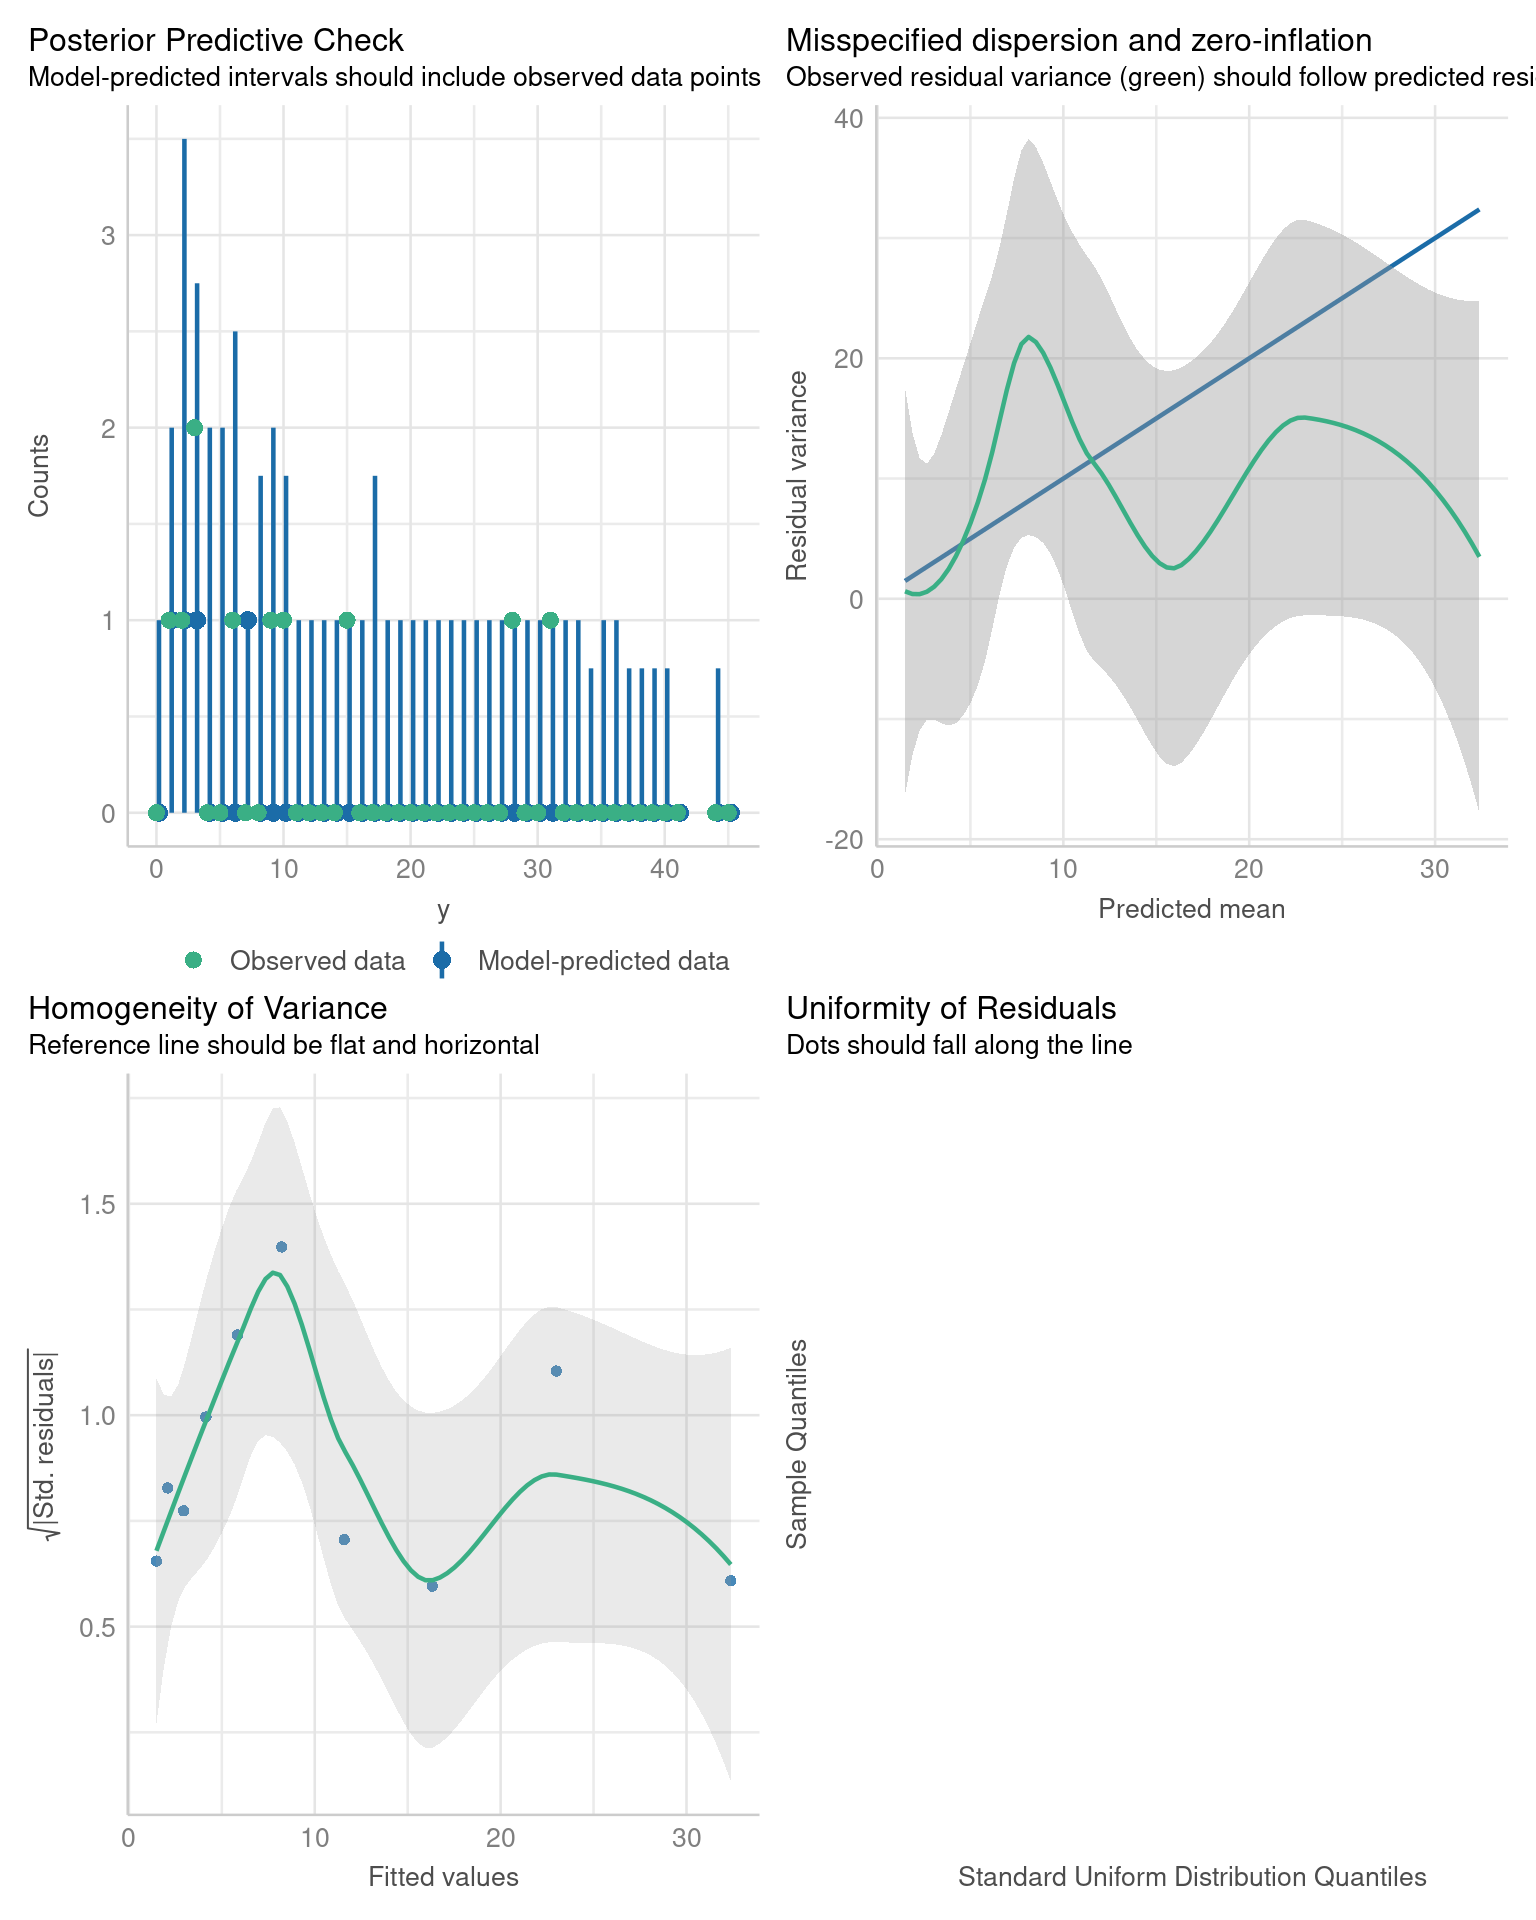 Posterior Predictive Check
Model-predicted intervals should include observed data points
Counts
3
2
1
0
0 10 20 30 40
y
Observed data Model-predicted data
Misspecified dispersion and zero-inflation
Observed residual variance (green) should follow predicted resi
Residual variance
40
20
0
-20
0 10 20 30
Predicted mean
Homogeneity of Variance
Reference line should be flat and horizontal
√|Std. residuals|
1.5
1.0
0.5
0 10 20 30
Fitted values
Uniformity of Residuals
Dots should fall along the line
Sample Quantiles
Standard Uniform Distribution Quantiles